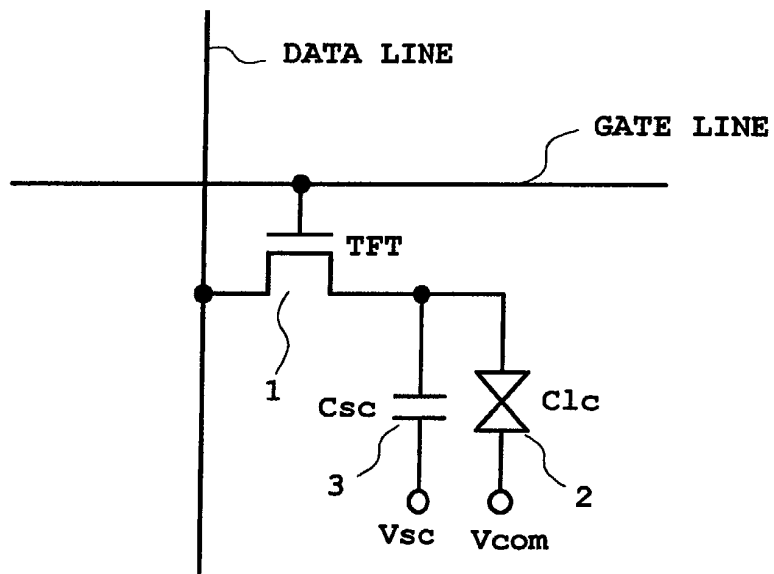 DATA LINE
GATE LINE
TFT
1
Csc
Clc
3
2
Vsc
Vcom